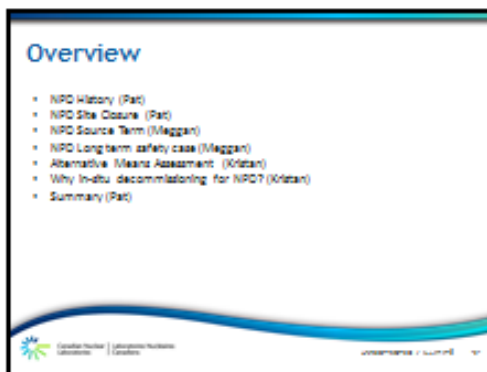 Overview
NPD History (Pat)
NPD Site Closure (Pat)
NPD Source Term (Meggan)
NPD Long term safety case (Meggan)
Alternative Means Assessment (Kristan)
Why in-situ decommissioning for NPD? (Kristan)
Summary (Pat)
Canadian Nuclear | Laboratoires Nucléaires
Laboratories | Canadiens